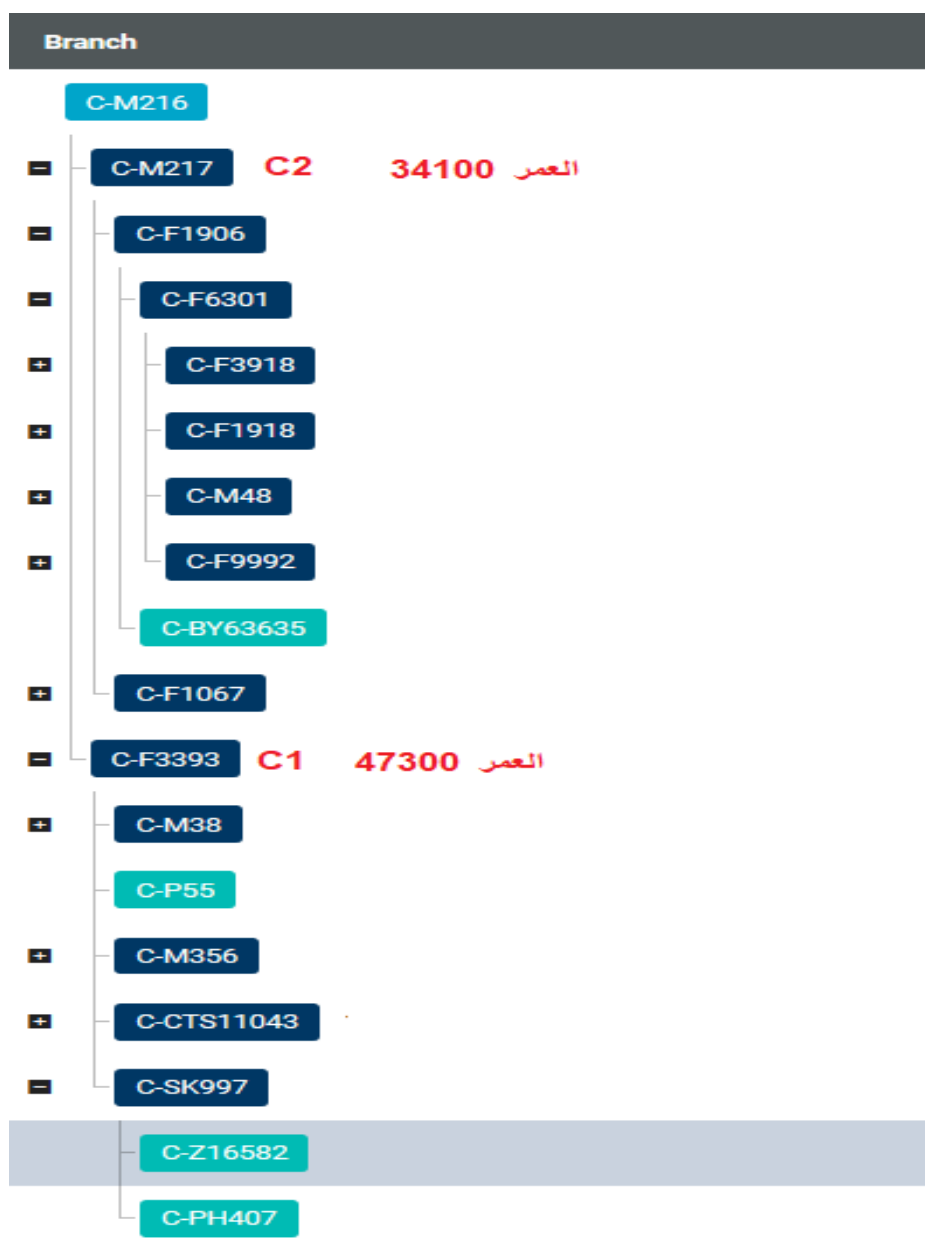 Branch
C-M216
C-M217 C2 34100 العمر
C-F1906
C-F6301
C-F3918
C-F1918
C-M48
C-F9992
C-BY63635
C-F1067
C-F3393 C1 47300 العمر
C-M38
C-P55
C-M356
C-CTS11043
C-SK997
C-Z16582
C-PH407